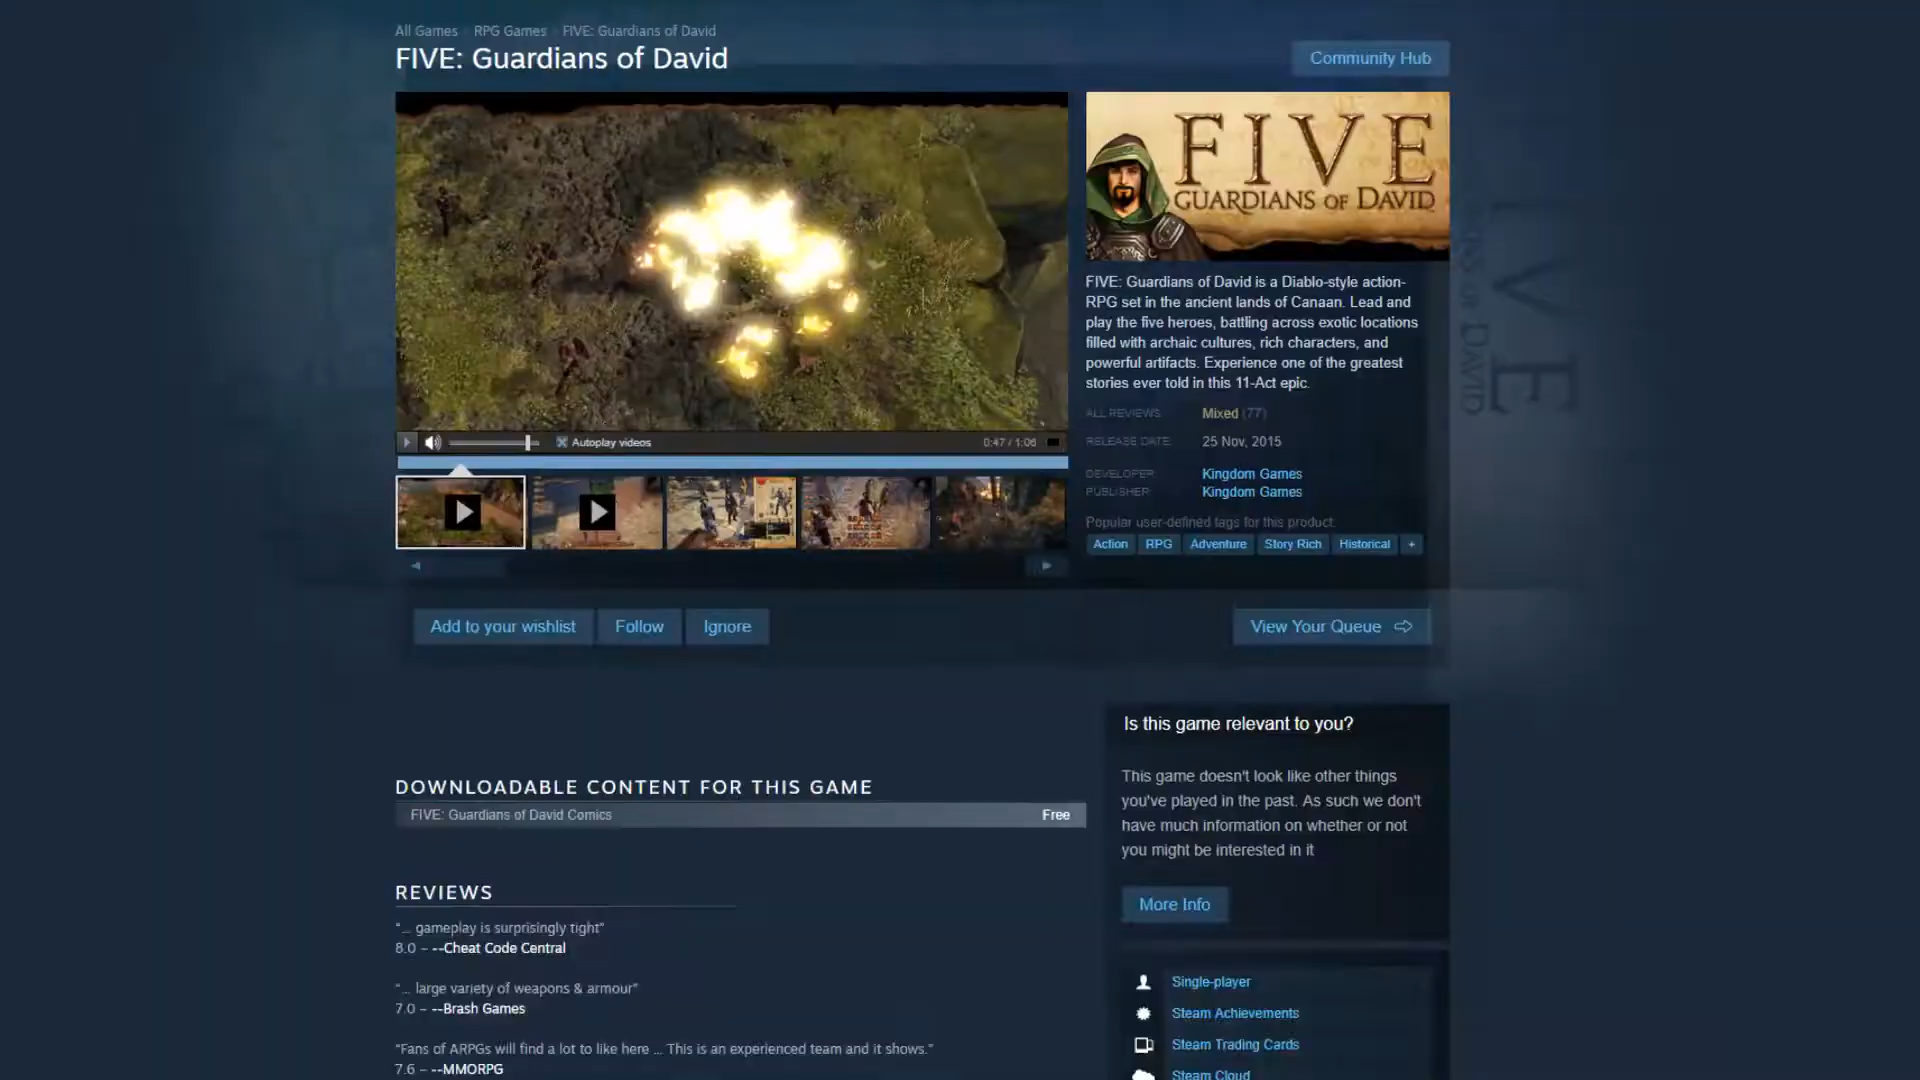 All Games RPG Games FIVE: Guardians of David
FIVE: Guardians of David
Community Hub
FIVE
GUARDIANS OF DAVID
FIVE: Guardians of David is a Diablo-style action-
RPG set in the ancient lands of Canaan. Lead and
play the five heroes, battling across exotic locations
filled with archaic cultures, rich characters, and
powerful artifacts. Experience one of the greatest
stories ever told in this 11-Act epic.
ALL REVIEWS: Mixed (77)
RELEASE DATE: 25 Nov, 2015
DEVELOPER: Kingdom Games
PUBLISHER: Kingdom Games
Popular user-defined tags for this product:
Action RPG Adventure Story Rich Historical +
Autoplay videos 0:47 / 1:06
Add to your wishlist Follow Ignore View Your Queue
Is this game relevant to you?
This game doesn't look like other things
you've played in the past. As such we don't
have much information on whether or not
you might be interested in it
More Info
Single-player
Steam Achievements
Steam Trading Cards
Steam Cloud
DOWNLOADABLE CONTENT FOR THIS GAME
FIVE: Guardians of David Comics Free
REVIEWS
“... gameplay is surprisingly tight”
8.0 – --Cheat Code Central
“... large variety of weapons & armour”
7.0 – --Brash Games
“Fans of ARPGs will find a lot to like here ... This is an experienced team and it shows.”
7.6 – --MMORPG